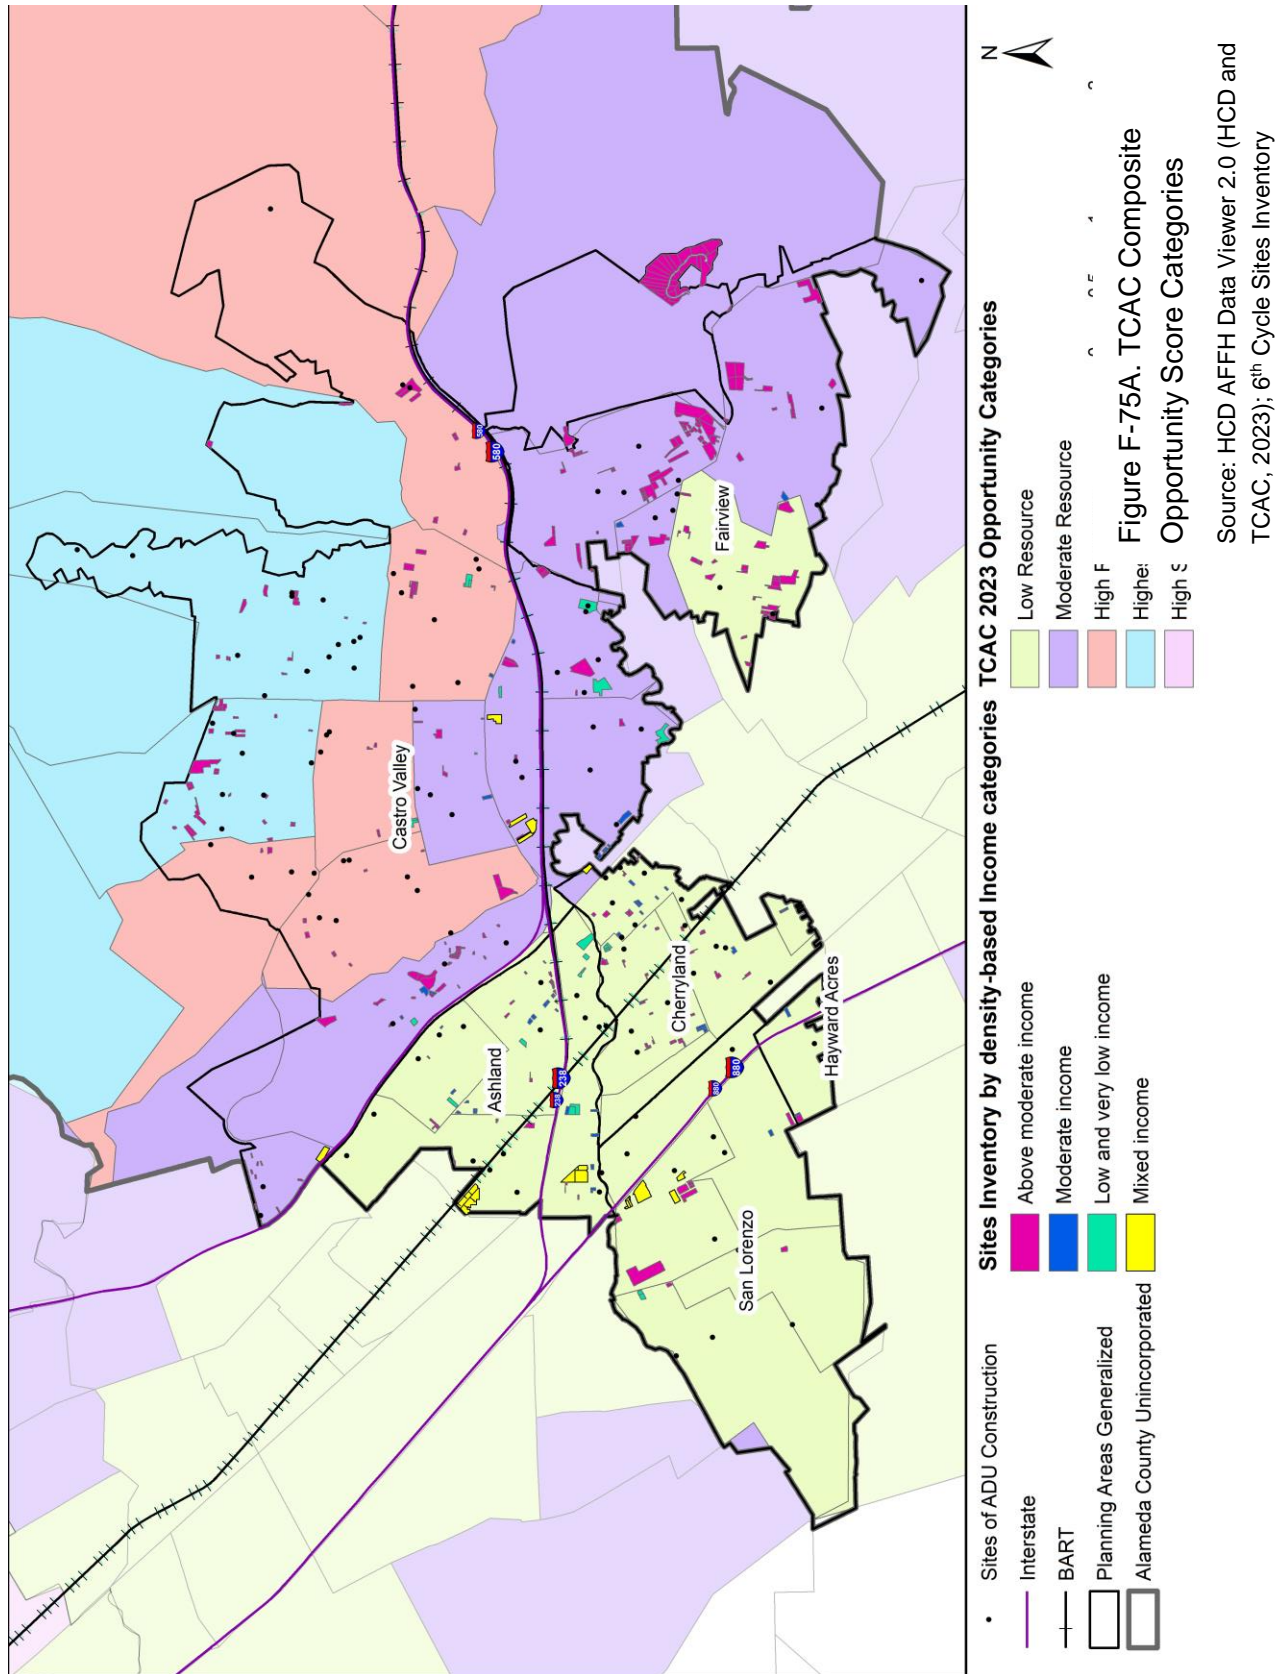 Castro Valley
Fairview
Ashland
Cherryland
Hayward Acres
San Lorenzo
580
580
238
238
880
880
N
Sites of ADU Construction
Interstate
BART
Planning Areas Generalized
Alameda County Unincorporated
Sites Inventory by density-based Income categories
Above moderate income
Moderate income
Low and very low income
Mixed income
TCAC 2023 Opportunity Categories
Low Resource
Moderate Resource
High
High
Figure F-75A. TCAC Composite
Opportunity Score Categories
Source: HCD AFFH Data Viewer 2.0 (HCD and
TCAC, 2023); 6th Cycle Sites Inventory